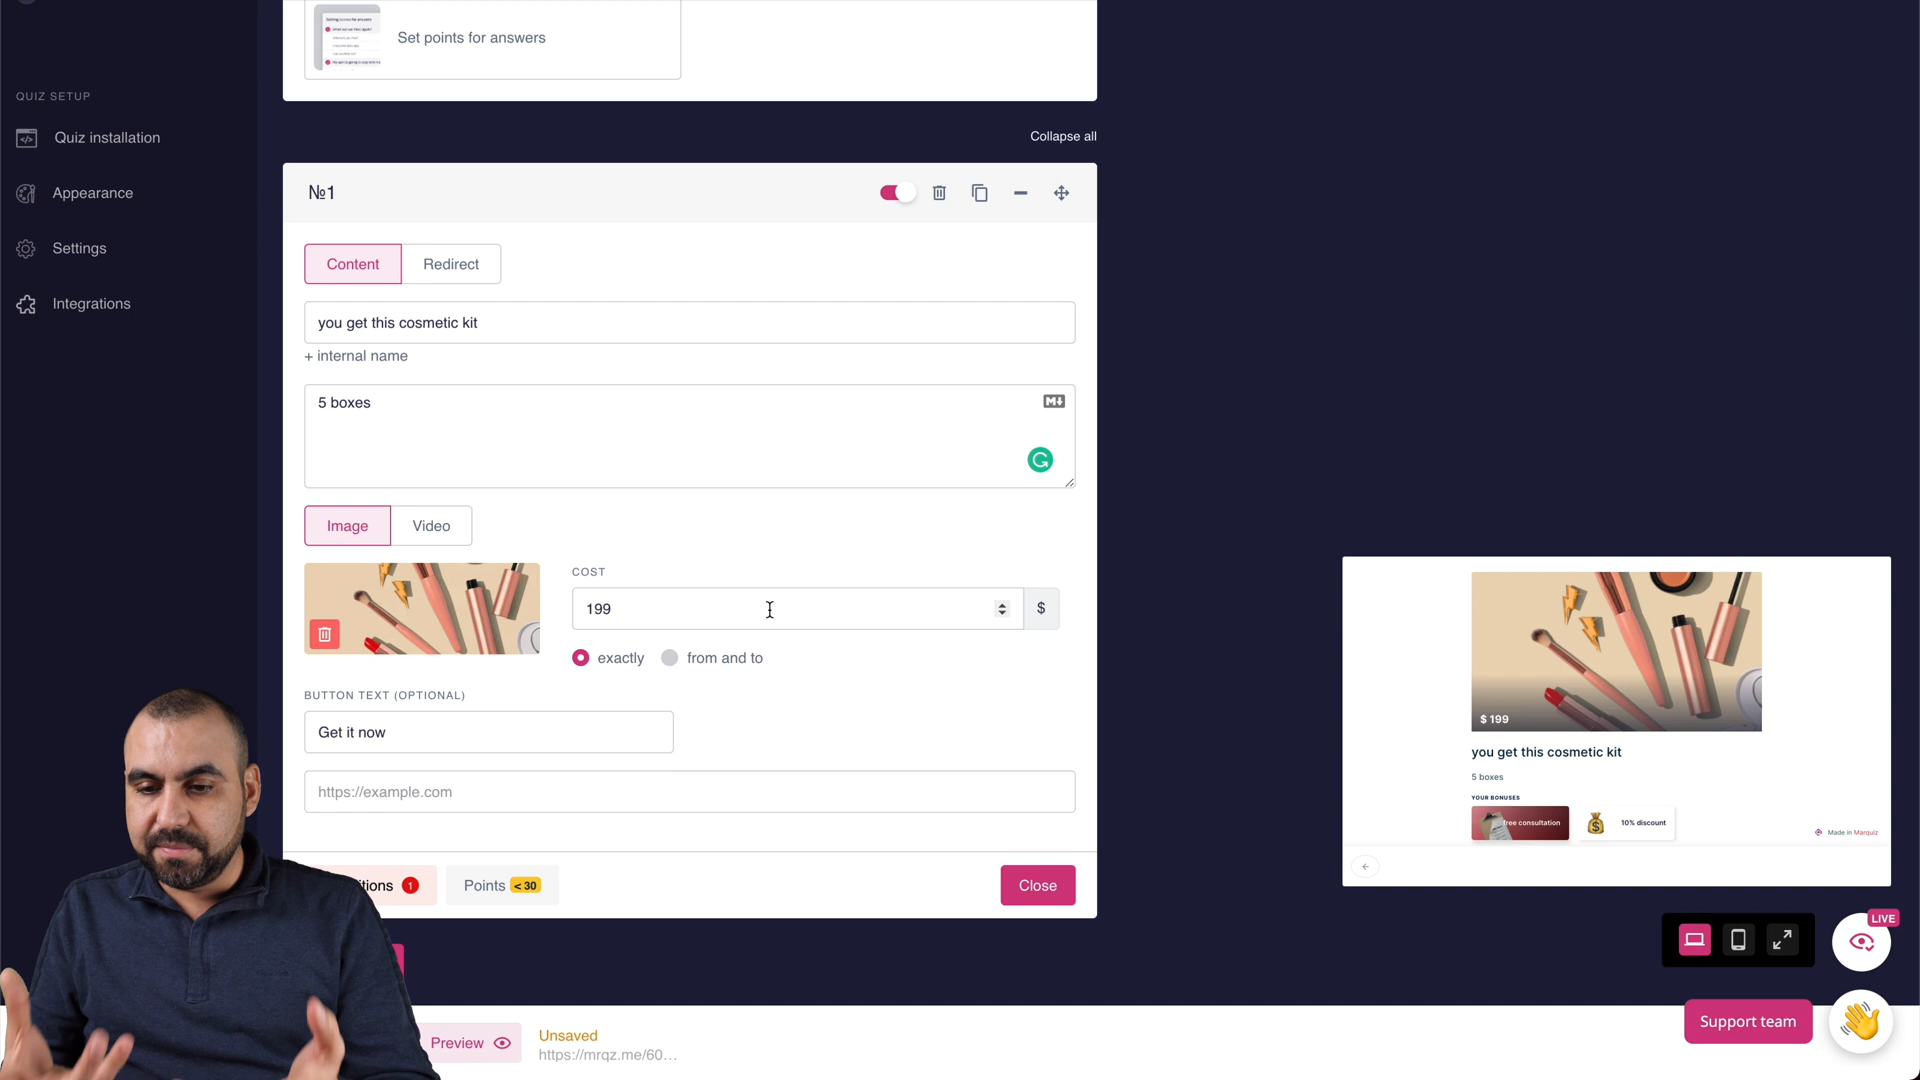 Set points for answers
QUIZ SETUP
Quiz installation
Appearance
Settings
Integrations
Collapse all
№1
Content
Redirect
you get this cosmetic kit
+ internal name
5 boxes
M
Image
Video
COST
199
$
exactly
from and to
BUTTON TEXT (OPTIONAL)
Get it now
https://example.com
itions 1
Points < 30
Close
$ 199
you get this cosmetic kit
5 boxes
YOUR BONUSES
free consultation
10% discount
Made in Marquiz
LIVE
Preview
Unsaved
https://mrqz.me/60...
Support team